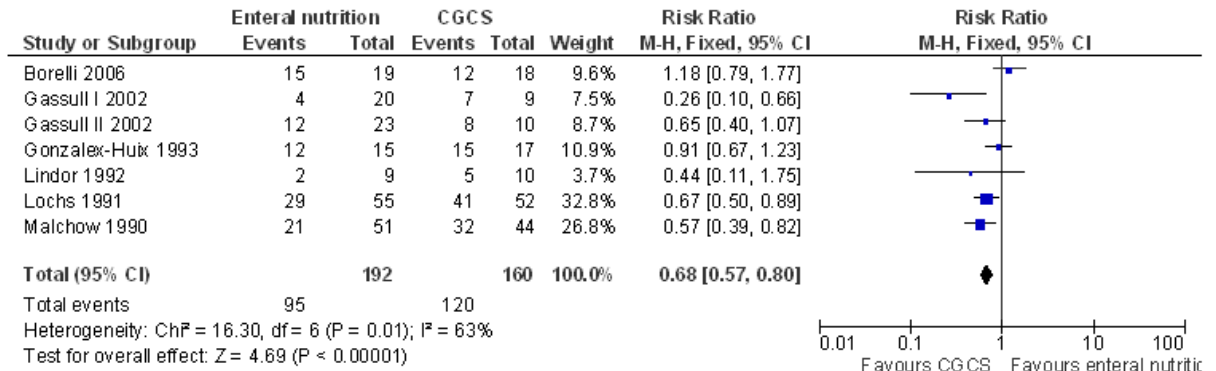 Enteral nutrition CGCS Risk Ratio Risk Ratio
Study or Subgroup Events Total Events Total Weight M-H, Fixed, 95% CI M-H, Fixed, 95% CI
Borelli 2006 15 19 12 18 9.6% 1.18 [0.79, 1.77]
Gassull I 2002 4 20 7 9 7.5% 0.26 [0.10, 0.66]
Gassull II 2002 12 23 8 10 8.7% 0.65 [0.40, 1.07]
Gonzalex-Huix 1993 12 15 15 17 10.9% 0.91 [0.67, 1.23]
Lindor 1992 2 9 5 10 3.7% 0.44 [0.11, 1.75]
Lochs 1991 29 55 41 52 32.8% 0.67 [0.50, 0.89]
Malchow 1990 21 51 32 44 26.8% 0.57 [0.39, 0.82]
Total (95% CI) 192 160 100.0% 0.68 [0.57, 0.80]
Total events 95 120
Heterogeneity: Chi² = 16.30, df = 6 (P = 0.01); I² = 63%
Test for overall effect: Z = 4.69 (P < 0.00001)
0.01 0.1 1 10 100
Favours CGCS Favours enteral nutritic